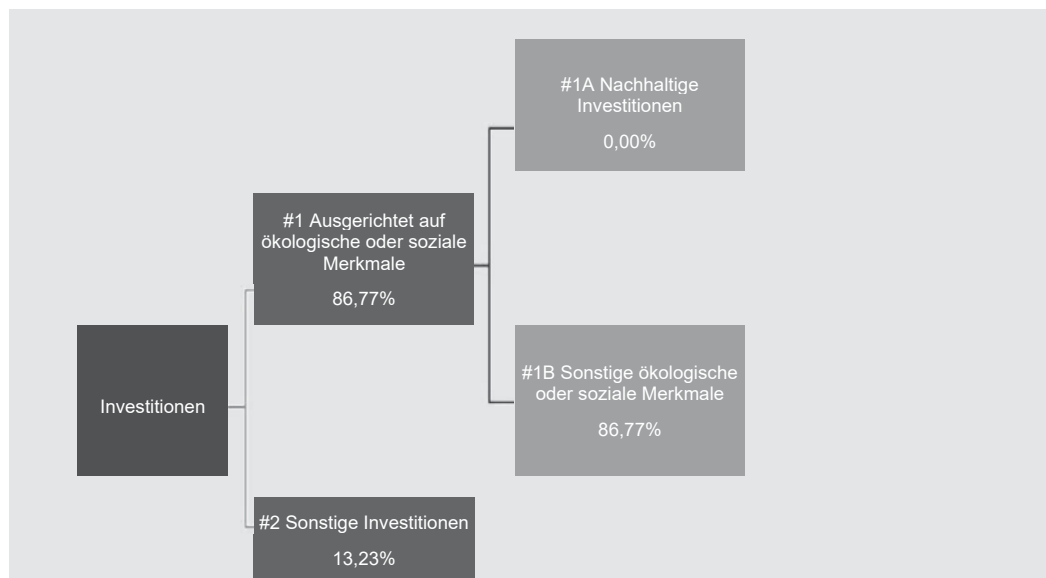 #1A Nachhaltige
Investitionen
0,00%
#1 Ausgerichtet auf
ökologische oder soziale
Merkmale
86,77%
Investitionen
#1B Sonstige ökologische
oder soziale Merkmale
86,77%
#2 Sonstige Investitionen
13,23%